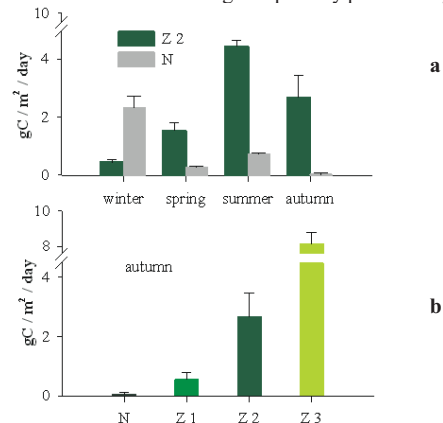 10
Z 2
N
a
4
2
0
gC / m² / day
winter spring summer autumn
10
8
autumn
4
b
2
0
gC / m² / day
N Z 1 Z 2 Z 3